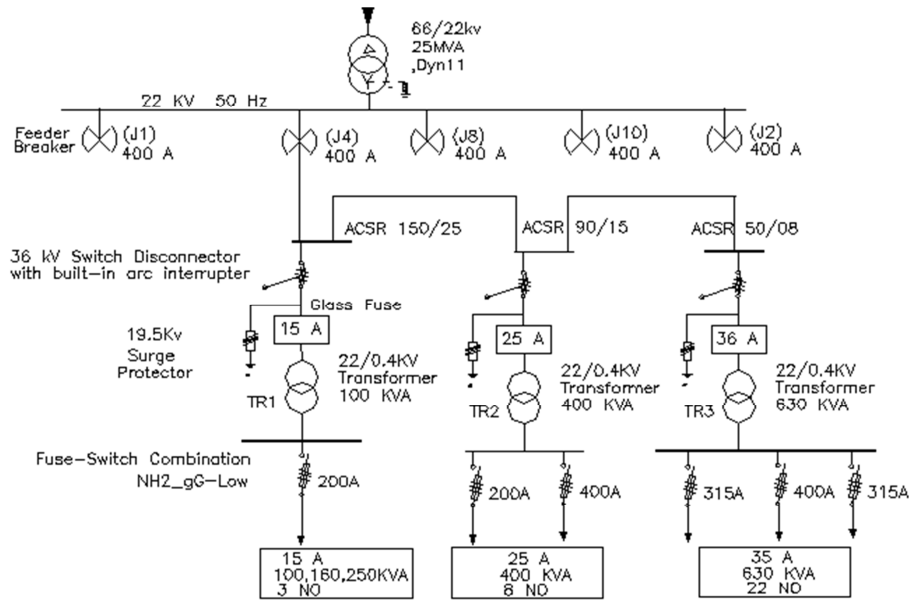 66/22kv
25MVA
,Dyn11
22 KV 50 Hz
Feeder
Breaker
(J1)
400 A
(J4)
400 A
(J8)
400 A
(J10)
400 A
(J2)
400 A
ACSR 150/25
ACSR 90/15
ACSR 50/08
36 kV Switch Disconnector
with built-in arc interrupter
Glass Fuse
15 A
25 A
36 A
19.5Kv
Surge
Protector
22/0.4KV
Transformer
100 KVA
TR1
22/0.4KV
Transformer
400 KVA
TR2
22/0.4KV
Transformer
630 KVA
TR3
Fuse-Switch Combination
NH2_gG-Low
200A
200A
400A
315A
400A
315A
15 A
100,160,250KVA
3 NO
25 A
400 KVA
8 NO
35 A
630 KVA
22 NO